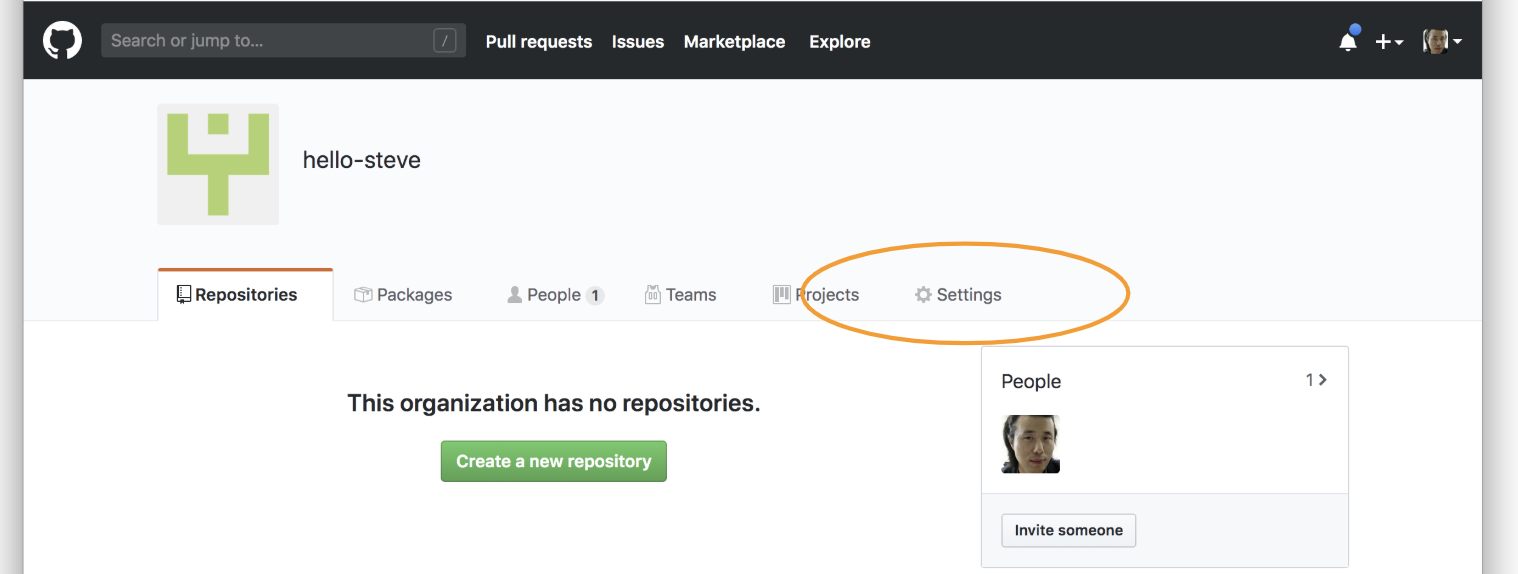 Search or jump to... / Pull requests Issues Marketplace Explore
hello-steve
Repositories Packages People 1 Teams Projects Settings
This organization has no repositories.
Create a new repository
People 1
Invite someone